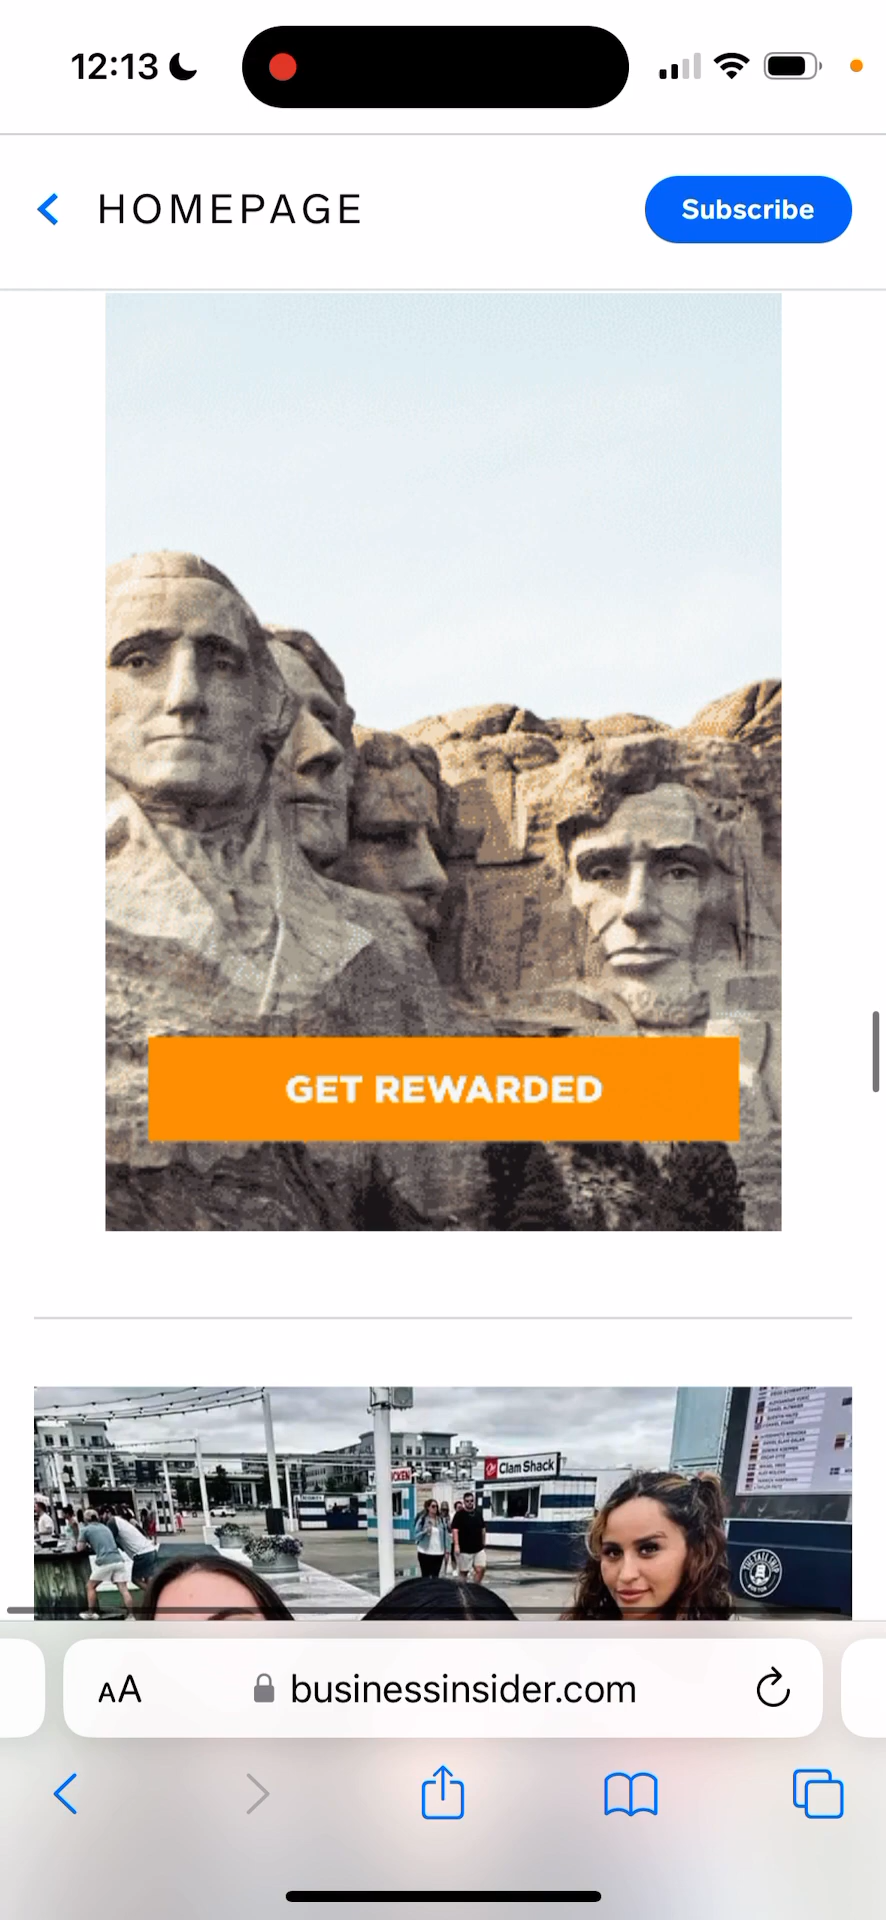 12:13
HOMEPAGE
Subscribe
GET REWARDED
Clam Shack
AA
businessinsider.com